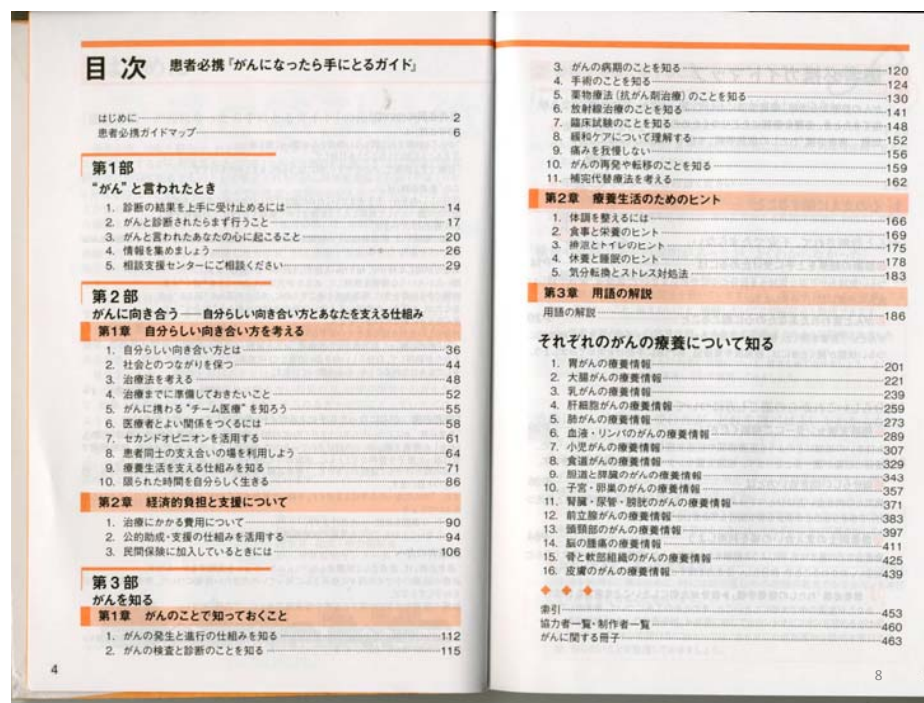 目次 患者必携「がんになったら手にとるガイド」
はじめに 2
患者必携ガイドマップ 6
第1部
“がん”と言われたとき
1. 診断の結果を上手に受け止めるには 14
2. がんと診断されたらまず行うこと 17
3. がんと言われたあなたの心に起こること 20
4. 情報を集めましょう 26
5. 相談支援センターにご相談ください 29
第2部
がんに向き合う──自分らしい向き合い方とあなたを支える仕組み
第1章 自分らしい向き合い方を考える
1. 自分らしい向き合い方とは 36
2. 社会とのつながりを保つ 44
3. 治療法を考える 48
4. 治療までに準備しておきたいこと 52
5. がんに携わる“チーム医療”を知ろう 55
6. 医療者とよい関係をつくるには 58
7. セカンドオピニオンを活用する 61
8. 患者同士の支え合いの場を利用しよう 64
9. 療養生活を支える仕組みを知る 71
10. 限られた時間を自分らしく生きる 86
第2章 経済的負担と支援について
1. 治療にかかる費用について 90
2. 公的助成・支援の仕組みを活用する 94
3. 民間保険に加入しているときには 106
第3部
がんを知る
第1章 がんのことで知っておくこと
1. がんの発生と進行の仕組みを知る 112
2. がんの検査と診断のことを知る 115
4
3. がんの病期のことを知る 120
4. 手術のことを知る 124
5. 薬物療法(抗がん剤治療)のことを知る 130
6. 放射線治療のことを知る 141
7. 臨床試験のことを知る 148
8. 緩和ケアについて理解する 152
9. 痛みを我慢しない 156
10. がんの再発や転移のことを知る 159
11. 補完代替療法を考える 162
第2章 療養生活のためのヒント
1. 体調を整えるには 166
2. 食事と栄養のヒント 169
3. 排泄とトイレのヒント 175
4. 休養と睡眠のヒント 178
5. 気分転換とストレス対処法 183
第3章 用語の解説
用語の解説 186
それぞれのがんの療養について知る
1. 胃がんの療養情報 201
2. 大腸がんの療養情報 221
3. 乳がんの療養情報 239
4. 肝細胞がんの療養情報 259
5. 肺がんの療養情報 273
6. 血液・リンパのがんの療養情報 289
7. 小児がんの療養情報 307
8. 食道がんの療養情報 329
9. 胆道と膵臓のがんの療養情報 343
10. 子宮・卵巣のがんの療養情報 357
11. 腎臓・尿管・膀胱のがんの療養情報 371
12. 前立腺がんの療養情報 383
13. 頭頸部のがんの療養情報 397
14. 脳の腫瘍の療養情報 411
15. 骨と軟部組織のがんの療養情報 425
16. 皮膚のがんの療養情報 439
索引 453
協力者一覧・制作者一覧 460
がんに関する冊子 463
8